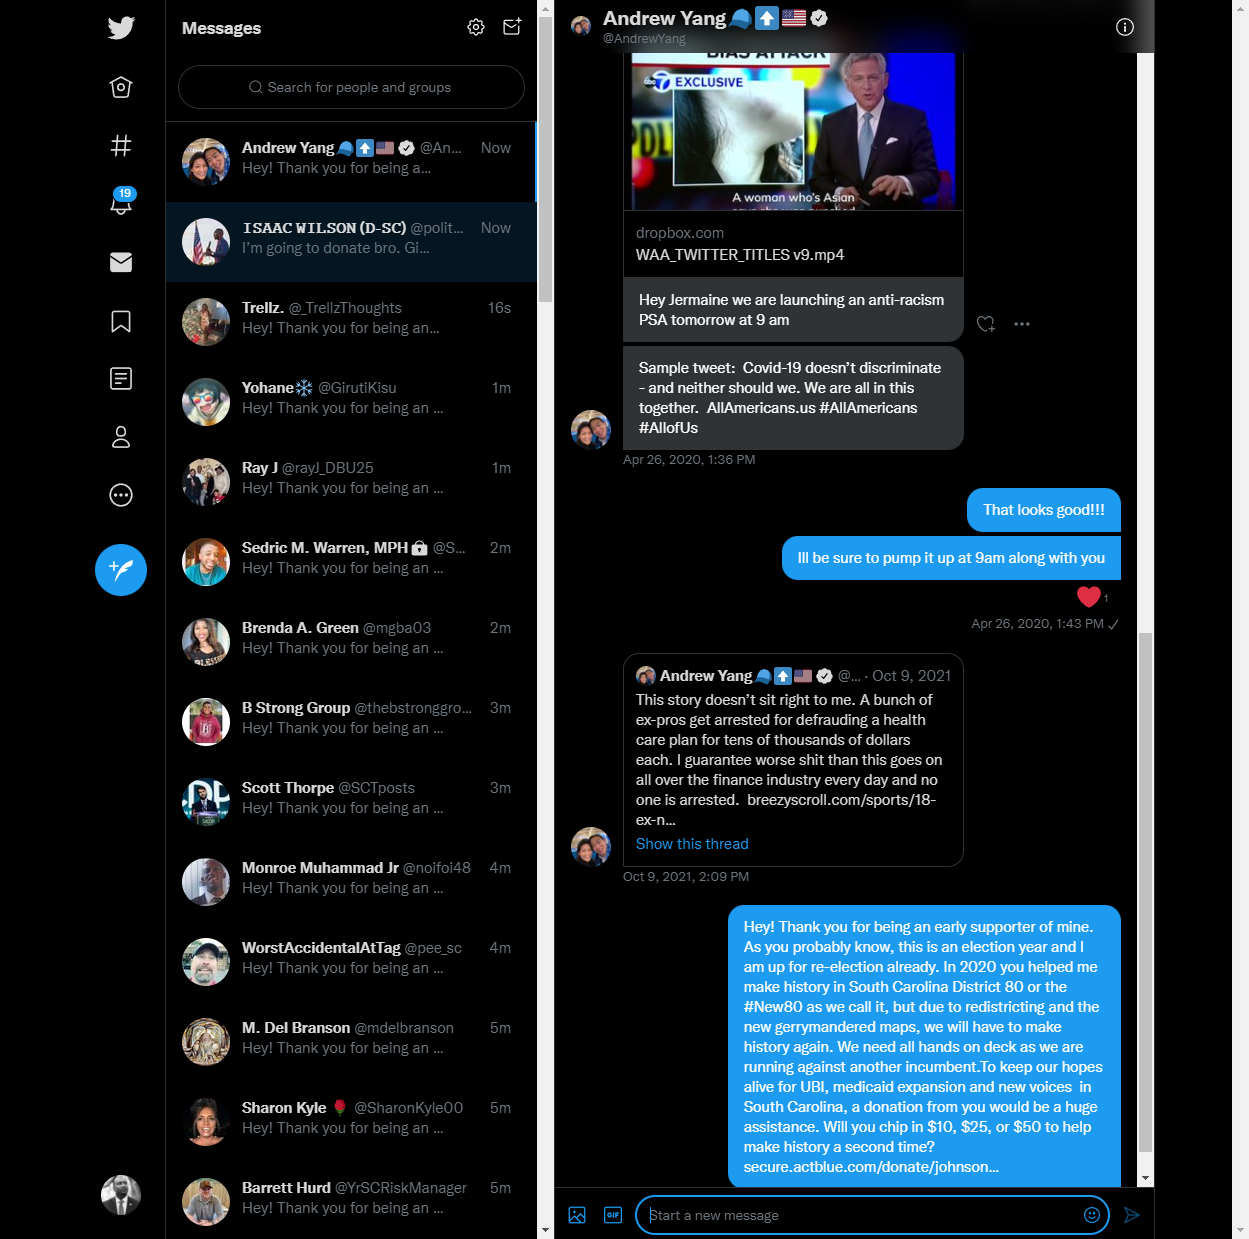 Messages
Search for people and groups
19
Andrew Yang @An... Now
Hey! Thank you for being a...
ISAAC WILSON (D-SC) @polit... Now
I'm going to donate bro. Gi...
Trellz. @_TrellzThoughts 16s
Hey! Thank you for being an...
Yohane @GirutiKisu 1m
Hey! Thank you for being an ...
Ray J @rayJ_DBU25 1m
Hey! Thank you for being an ...
Sedric M. Warren, MPH @S... 2m
Hey! Thank you for being an ...
Brenda A. Green @mgba03 2m
Hey! Thank you for being an ...
B Strong Group @thebstronggro... 3m
Hey! Thank you for being an ...
Scott Thorpe @SCTposts 3m
Hey! Thank you for being an ...
Monroe Muhammad Jr @noifoi48 4m
Hey! Thank you for being an ...
WorstAccidentalAtTag @pee_sc 4m
Hey! Thank you for being an ...
M. Del Branson @mdelbranson 5m
Hey! Thank you for being an ...
Sharon Kyle @SharonKyle00 5m
Hey! Thank you for being an ...
Barrett Hurd @YrSCRiskManager 5m
Hey! Thank you for being an ...
Andrew Yang
@AndrewYang
BIAS ATTACK
abc 7 EXCLUSIVE
A woman who's Asian
says she was punched
dropbox.com
WAA_TWITTER_TITLES v9.mp4
Hey Jermaine we are launching an anti-racism
PSA tomorrow at 9 am
Sample tweet:  Covid-19 doesn't discriminate
- and neither should we. We are all in this
together.  AllAmericans.us #AllAmericans
#AllofUs
Apr 26, 2020, 1:36 PM
That looks good!!!
Ill be sure to pump it up at 9am along with you
1
Apr 26, 2020, 1:43 PM
Andrew Yang @... · Oct 9, 2021
This story doesn't sit right to me. A bunch of
ex-pros get arrested for defrauding a health
care plan for tens of thousands of dollars
each. I guarantee worse shit than this goes on
all over the finance industry every day and no
one is arrested.  breezyscroll.com/sports/18-
ex-n...
Show this thread
Oct 9, 2021, 2:09 PM
Hey! Thank you for being an early supporter of mine.
As you probably know, this is an election year and I
am up for re-election already. In 2020 you helped me
make history in South Carolina District 80 or the
#New80 as we call it, but due to redistricting and the
new gerrymandered maps, we will have to make
history again. We need all hands on deck as we are
running against another incumbent.To keep our hopes
alive for UBI, medicaid expansion and new voices  in
South Carolina, a donation from you would be a huge
assistance. Will you chip in $10, $25, or $50 to help
make history a second time?
secure.actblue.com/donate/johnson...
GIF
Start a new message